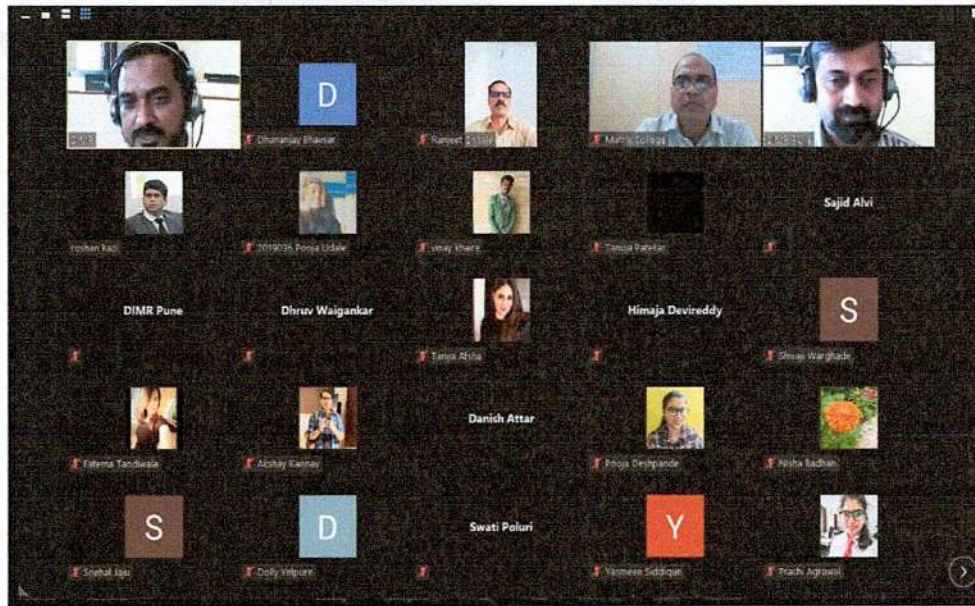 D
Dhananjay Bhavsar
Matrix College
roshan kazi
2019036 Pooja Udale
vinay khaire
Tanuja Patekar
Sajid Alvi
DIMR Pune
Dhruv Waigankar
Tanya Afsha
Himaja Devireddy
S
Shivaji Warghade
Fatema Tandiwala
Akshay Kannav
Danish Attar
Pooja Deshpande
Nisha Badhan
S
Snehal Jaju
D
Dolly Yelpure
Swati Poluri
Y
Yasmeen Siddiqui
Prachi Agrawal